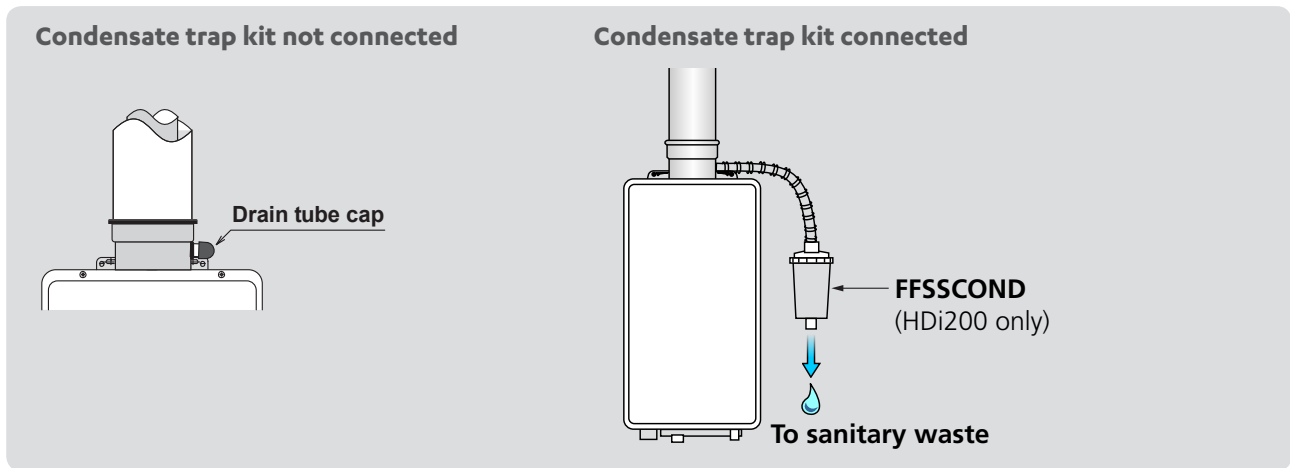 Condensate trap kit not connected
Drain tube cap
Condensate trap kit connected
FFSSCOND
(HDi200 only)
To sanitary waste